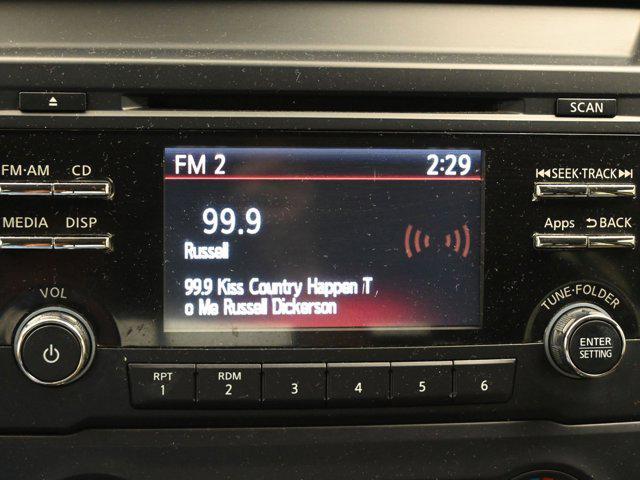 SCAN
FM·AM CD
FM 2 2:29
SEEK·TRACK
99.9
MEDIA DISP
Apps BACK
Russell
99.9 Kiss Country Happen T
o Me Russell Dickerson
VOL
TUNE·FOLDER
ENTER
SETTING
RPT RDM
1 2 3 4 5 6